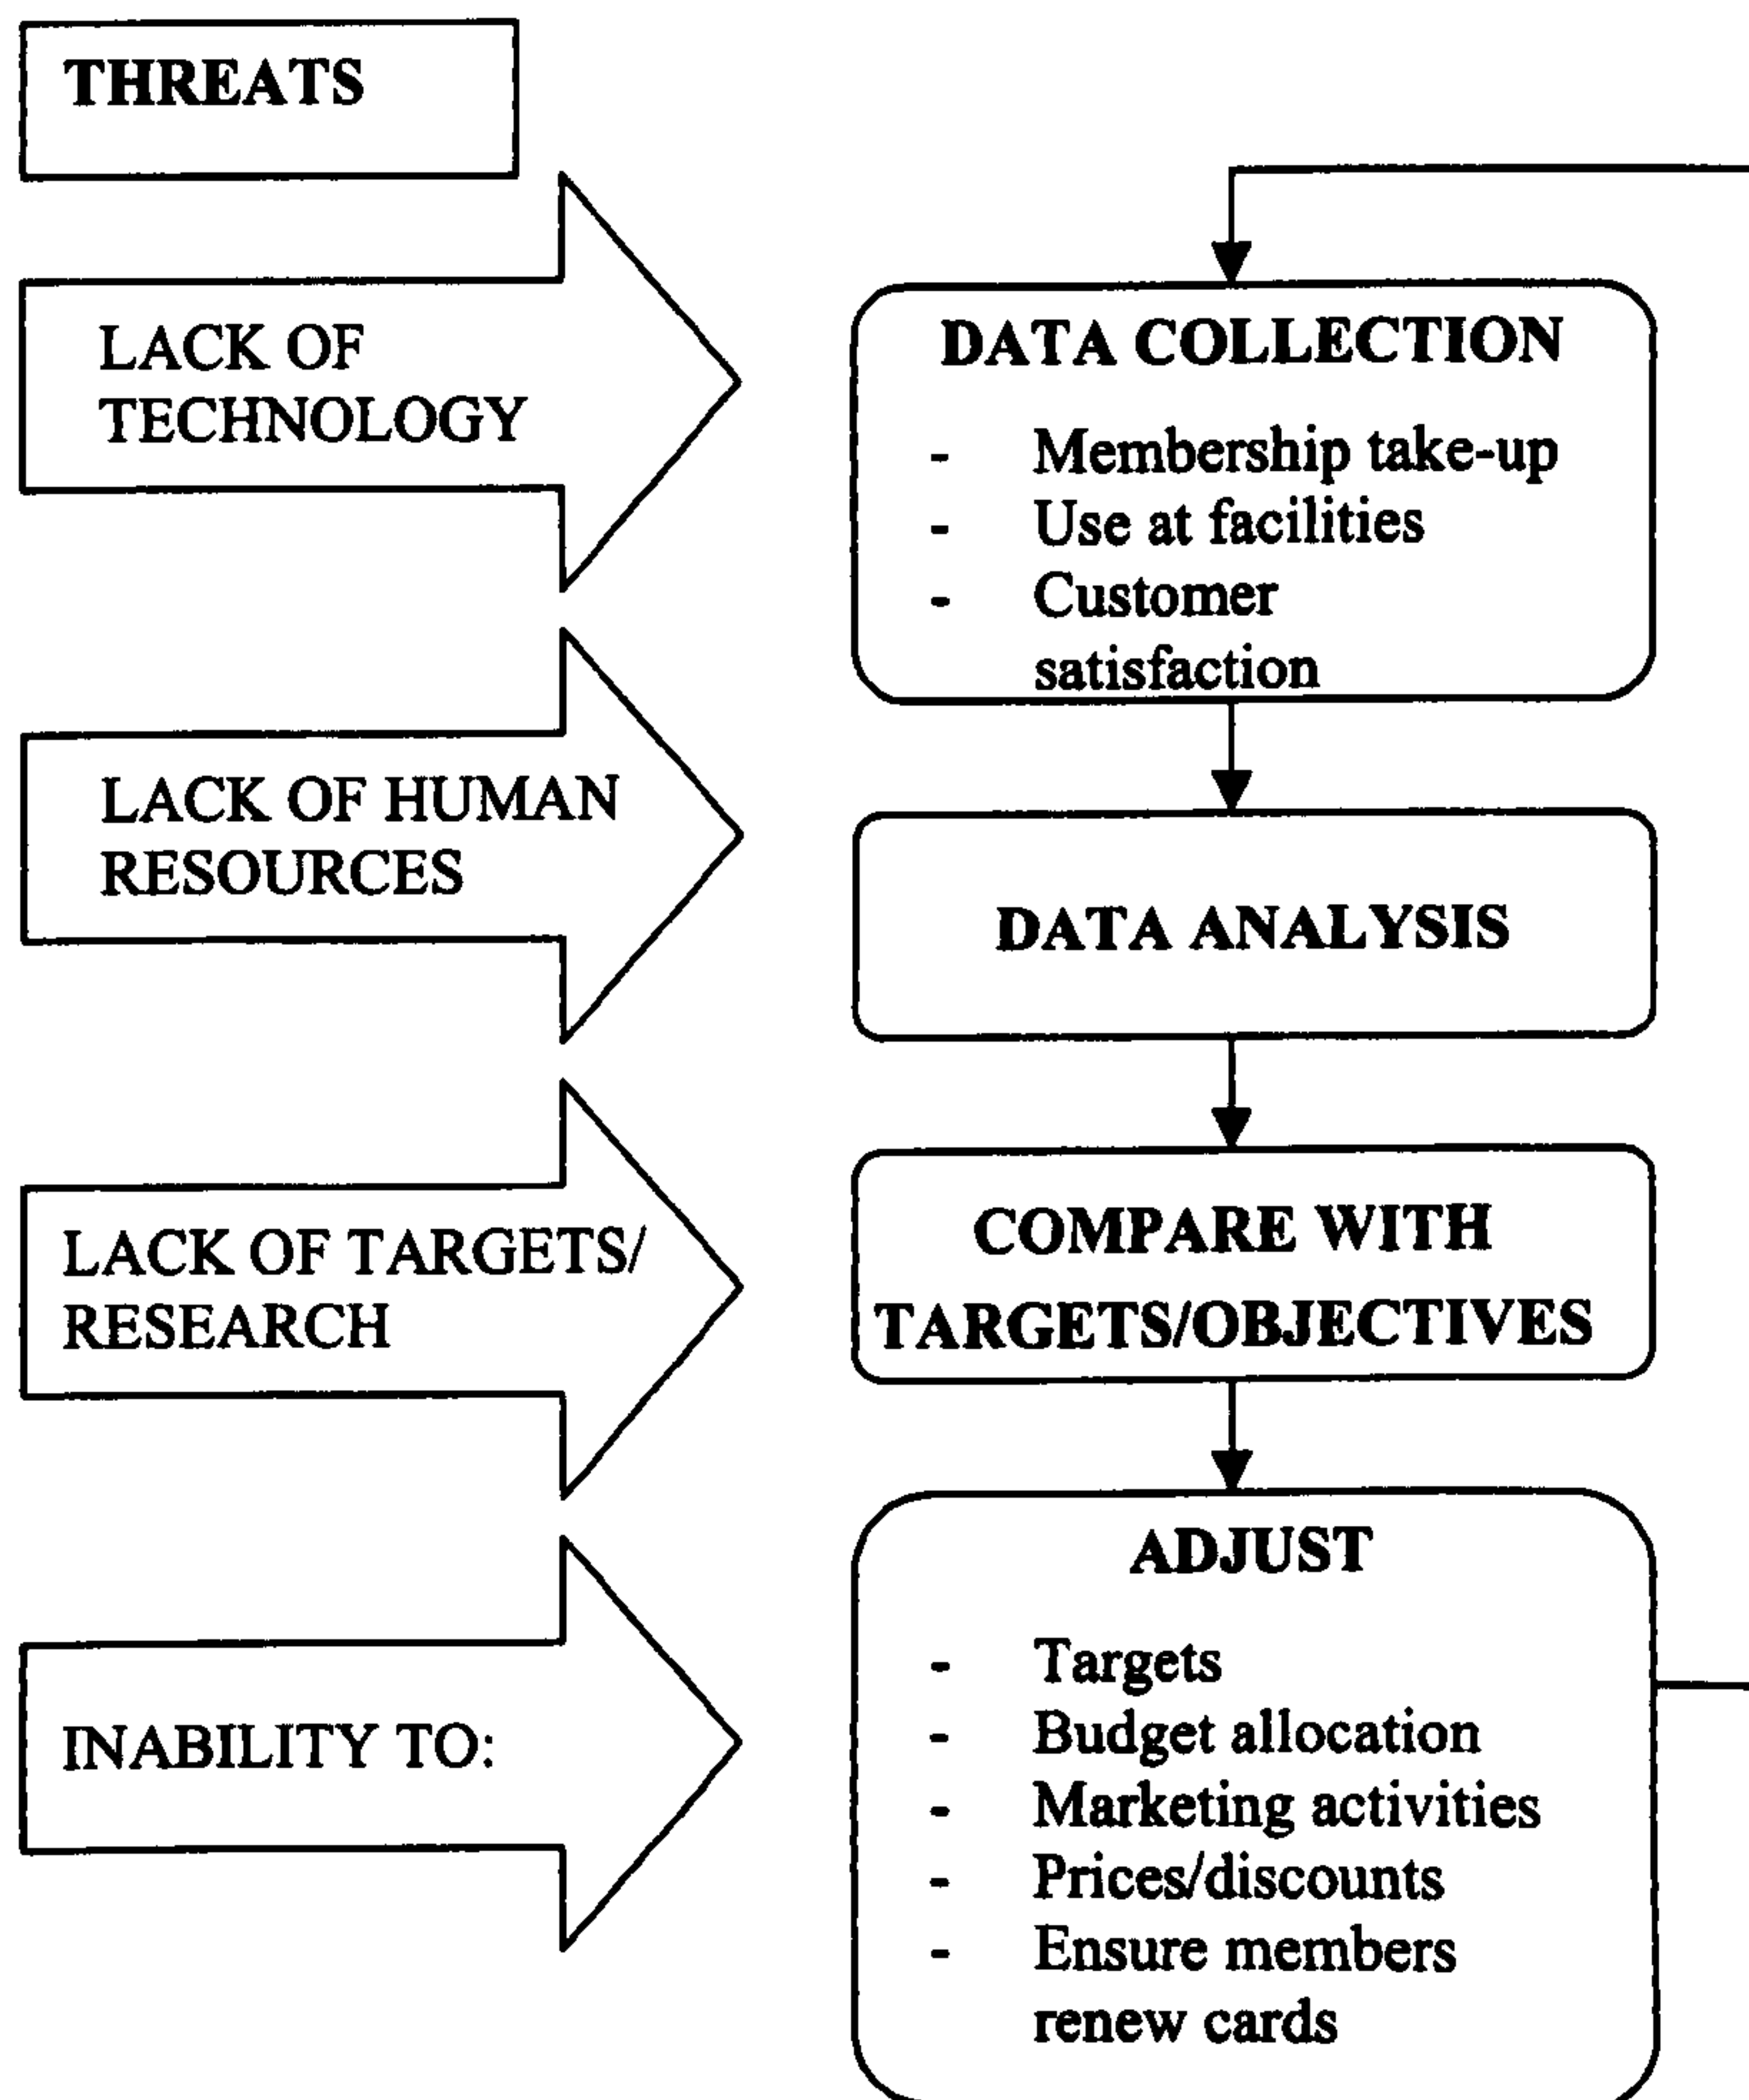 THREATS
LACK OF
TECHNOLOGY
LACK OF HUMAN
RESOURCES
LACK OF TARGETS/
RESEARCH
INABILITY TO:
DATA COLLECTION
- Membership take-up
- Use at facilities
- Customer
satisfaction
DATA ANALYSIS
COMPARE WITH
TARGETS/OBJECTIVES
ADJUST
- Targets
- Budget allocation
- Marketing activities
- Prices/discounts
- Ensure members
renew cards